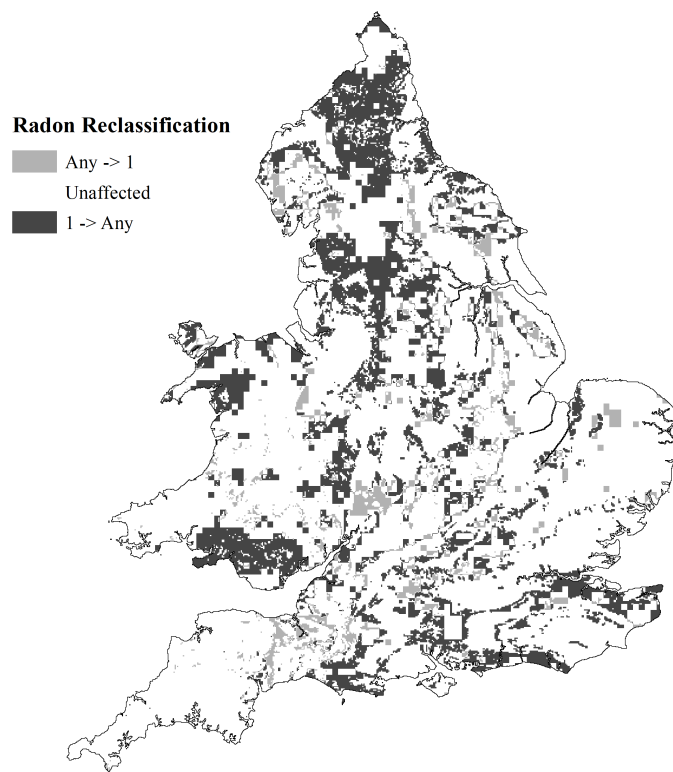 Radon Reclassification
Any -> 1
Unaffected
1 -> Any